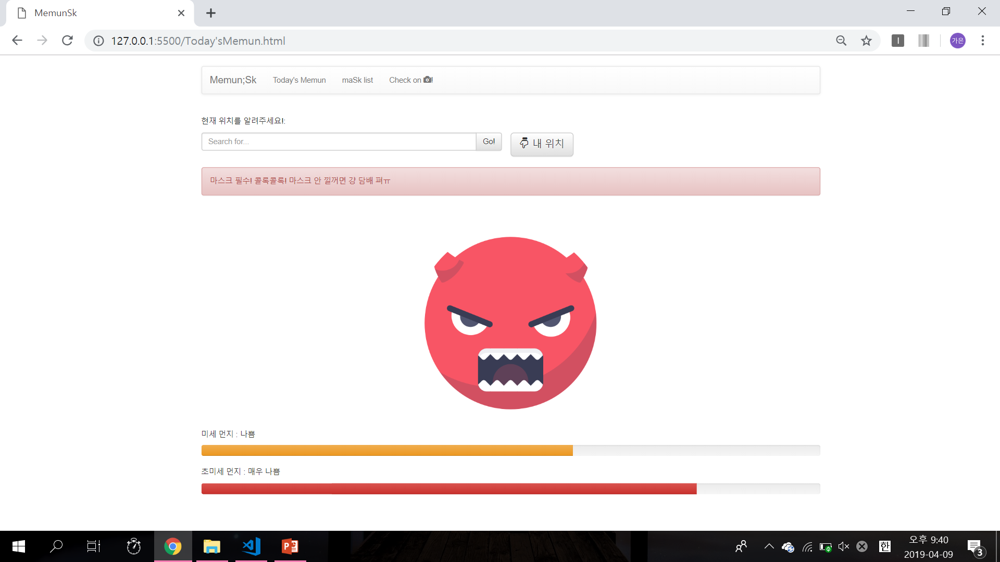 MemunSk
127.0.0.1:5500/Today'sMemun.html
가은
Memun;Sk Today's Memun maSk list Check on !
현재 위치를 알려주세요!:
Search for... Go! 내 위치
마스크 필수! 콜록콜록! 마스크 안 낄꺼면 걍 담배 펴ㅠ
미세 먼지 : 나쁨
초미세 먼지 : 매우 나쁨
한
오후 9:40
2019-04-09
3